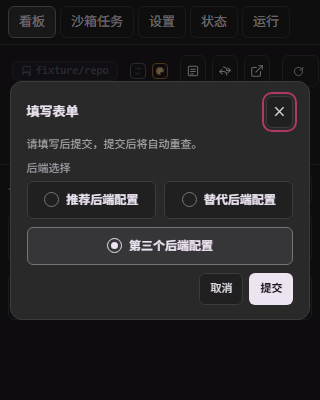 看板 沙箱任务 设置 状态 运行
fixture/repo
填写表单
请填写后提交，提交后将自动重查。
后端选择
推荐后端配置 替代后端配置
第三个后端配置
取消 提交